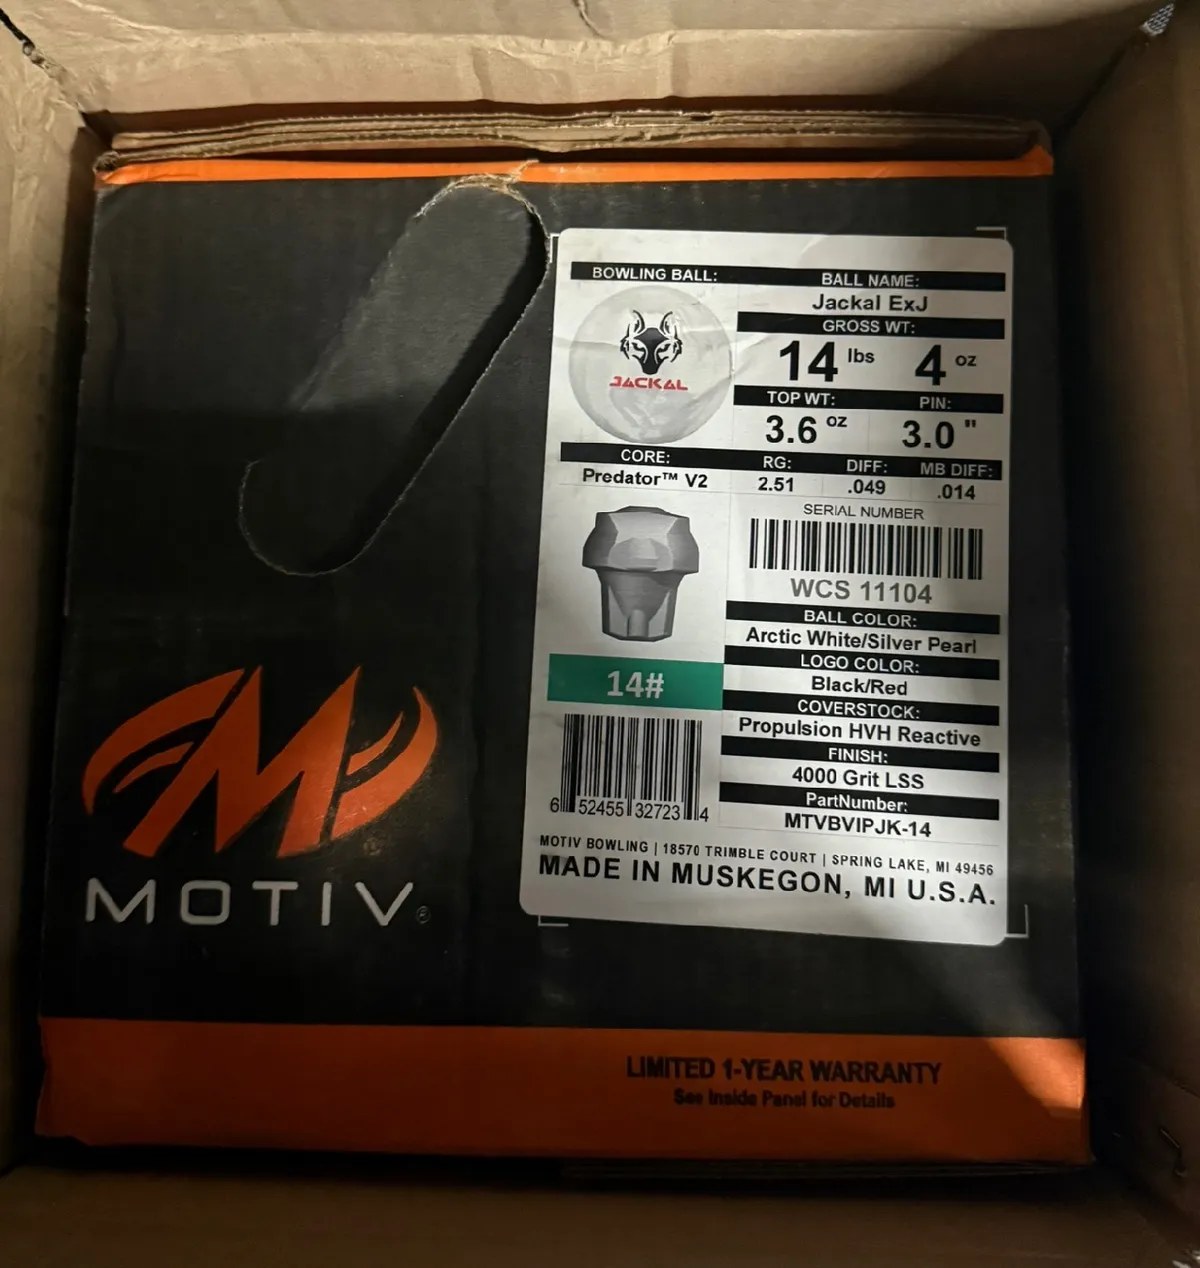 BOWLING BALL:
JACKAL
BALL NAME:
Jackal ExJ
GROSS WT:
14 lbs 4 oz
TOP WT: PIN:
3.6 oz 3.0 "
CORE: RG: DIFF: MB DIFF:
Predator™ V2 2.51 .049 .014
SERIAL NUMBER
WCS 11104
BALL COLOR:
Arctic White/Silver Pearl
LOGO COLOR:
Black/Red
COVERSTOCK:
Propulsion HVH Reactive
FINISH:
4000 Grit LSS
PartNumber:
MTVBVIPJK-14
14#
6 52455 32723 4
MOTIV BOWLING | 18570 TRIMBLE COURT | SPRING LAKE, MI 49456
MADE IN MUSKEGON, MI U.S.A.
MOTIV®
LIMITED 1-YEAR WARRANTY
See Inside Panel for Details